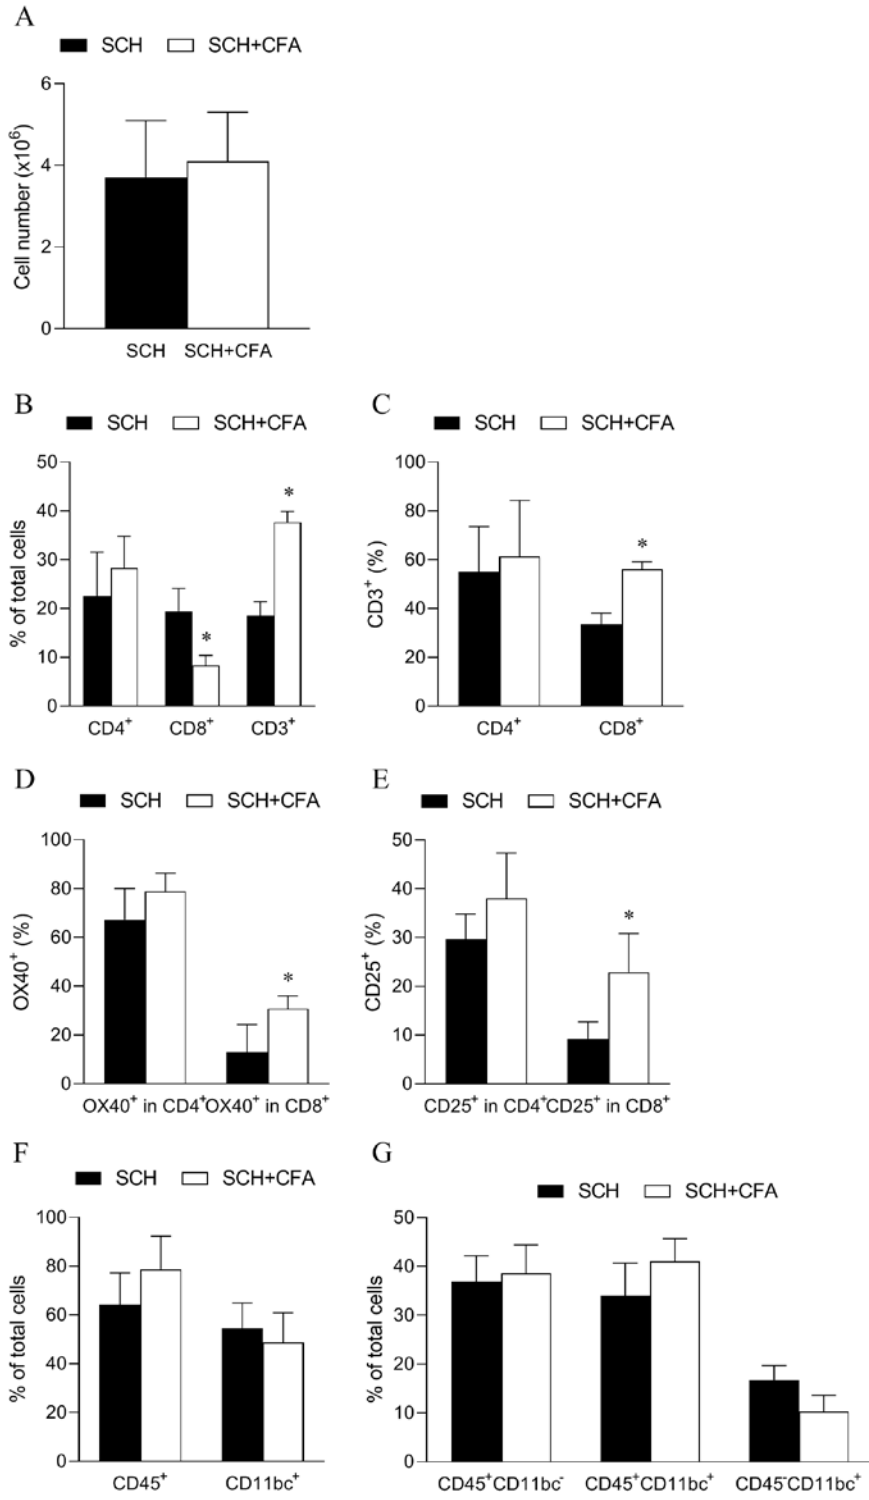 A
SCH SCH+CFA
Cell number (x10⁶)
6
4
2
0
SCH SCH+CFA
B
SCH SCH+CFA
% of total cells
50
40
30
20
10
0
*
*
CD4⁺ CD8⁺ CD3⁺
C
SCH SCH+CFA
CD3⁺ (%)
100
80
60
40
20
0
*
CD4⁺ CD8⁺
D
SCH SCH+CFA
OX40⁺ (%)
100
80
60
40
20
0
*
OX40⁺ in CD4⁺OX40⁺ in CD8⁺
E
SCH SCH+CFA
CD25⁺ (%)
50
40
30
20
10
0
*
CD25⁺ in CD4⁺CD25⁺ in CD8⁺
F
SCH SCH+CFA
% of total cells
100
80
60
40
20
0
CD45⁺ CD11bc⁺
G
SCH SCH+CFA
% of total cells
50
40
30
20
10
0
CD45⁺CD11bc⁻ CD45⁺CD11bc⁺ CD45⁻CD11bc⁺